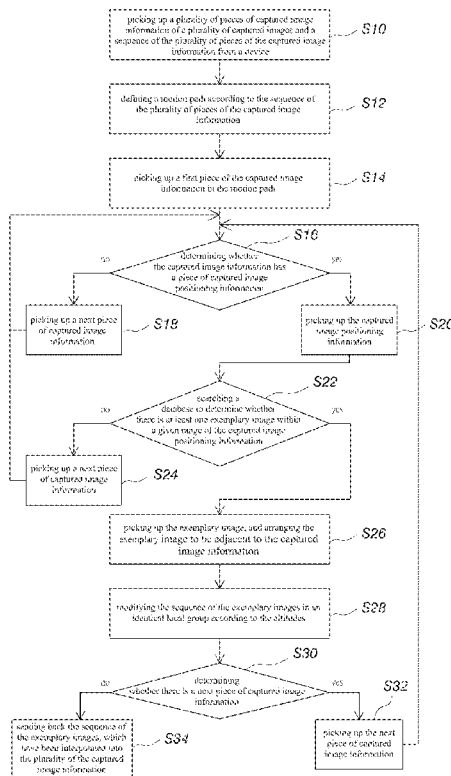 picking up a plurality of pieces of captured image
information of a plurality of captured images and a
sequence of the plurality of pieces of the captured image
information from a device
S10
defining a motion path according to the sequence of
the plurality of pieces of the captured image
information
S12
picking up a first piece of the captured image
information in the motion path
S14
S16
determining whether
the captured image information has
a piece of captured image
positioning information
no
yes
picking up a next piece
of captured image
information
S18
picking up the captured
image positioning
information
S20
S22
searching a
database to determine whether
there is at least one exemplary image within
a given range of the captured image
positioning information
no
yes
picking up a next piece
of captured image
information
S24
picking up the exemplary image, and arranging the
exemplary image to be adjacent to the captured
image information
S26
modifying the sequence of the exemplary images in an
identical local group according to the altitudes
S28
S30
determining
whether there is a next piece of captured image
information
no
yes
sending back the sequence of
the exemplary images, which
have been interpolated into
the plurality of the captured
image information
S34
S32
picking up the next
piece of captured
image information